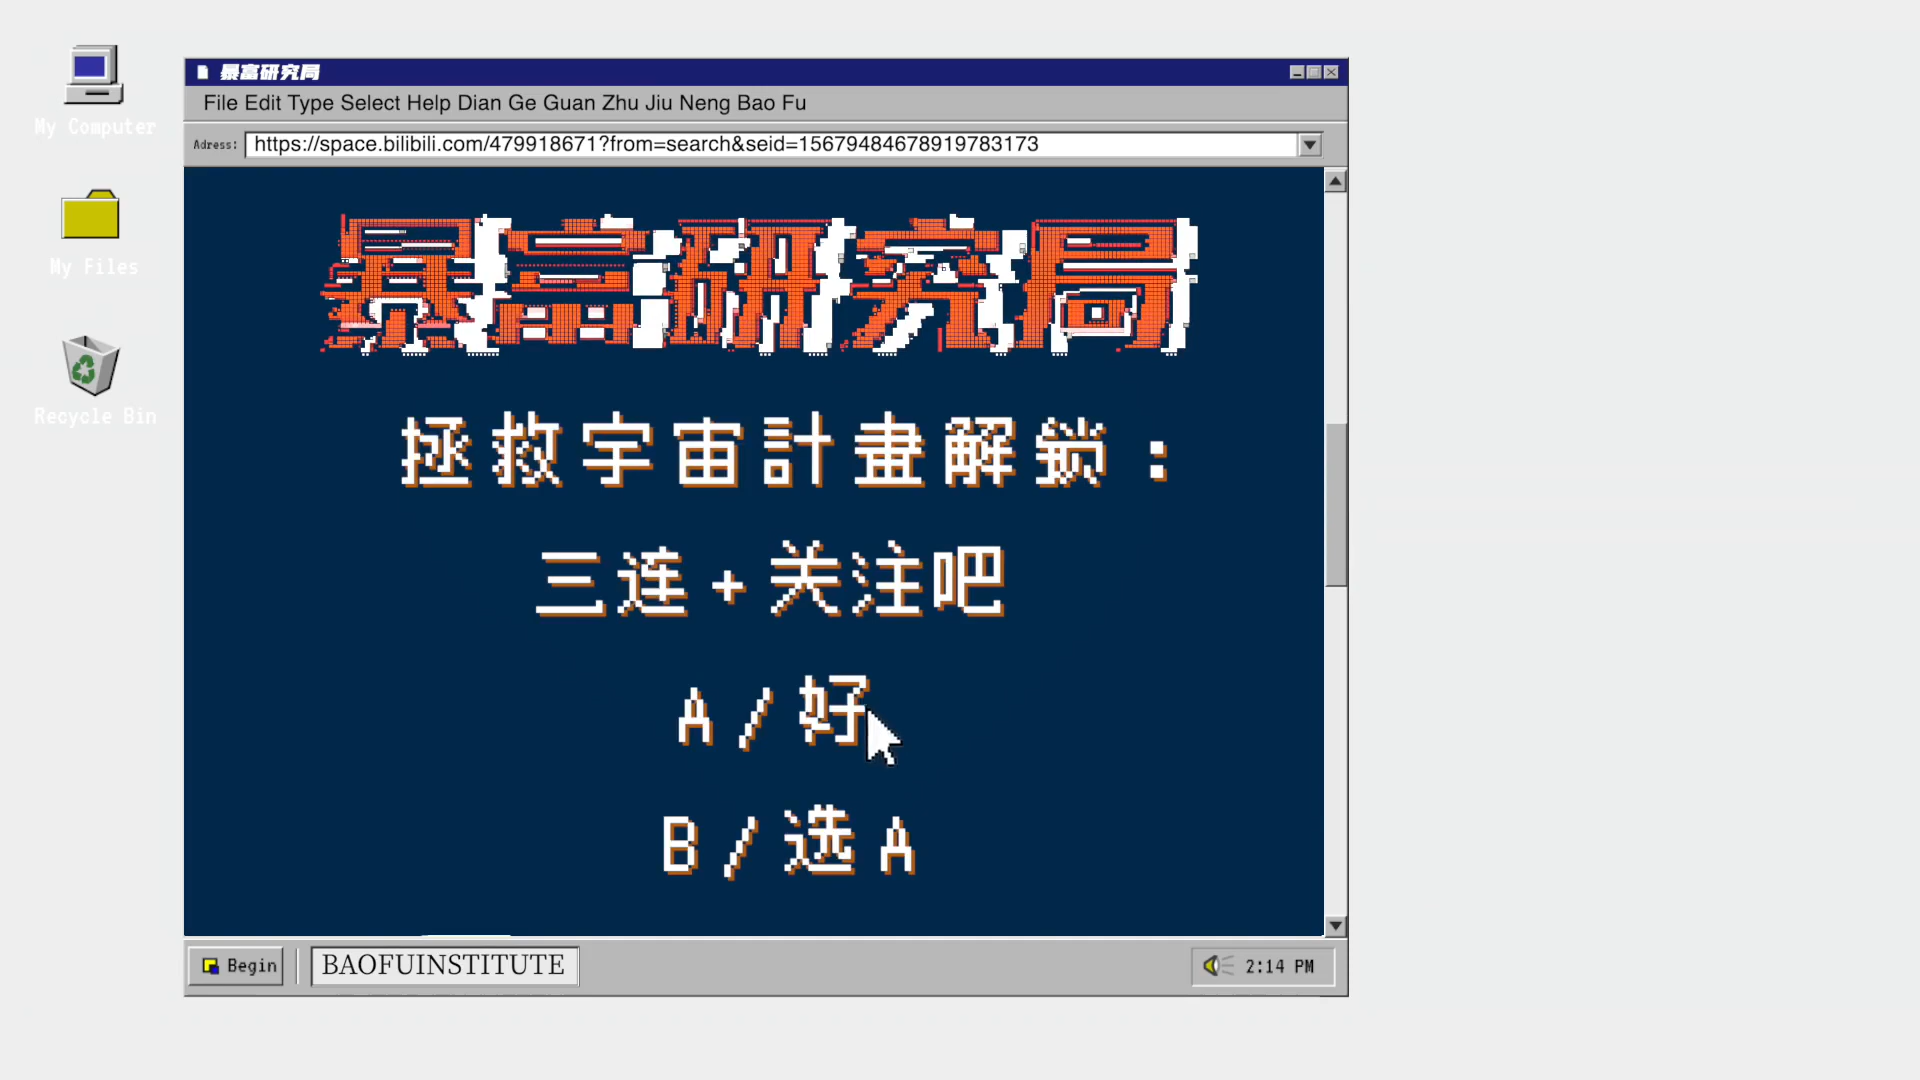 My Computer
My Files
Recycle Bin
暴富研究局
File Edit Type Select Help Dian Ge Guan Zhu Jiu Neng Bao Fu
Adress:
https://space.bilibili.com/479918671?from=search&seid=15679484678919783173
暴富研究局
拯救宇宙計畫解鎖：
三连+关注吧
A/好
B/选A
Begin
BAOFUINSTITUTE
2:14 PM